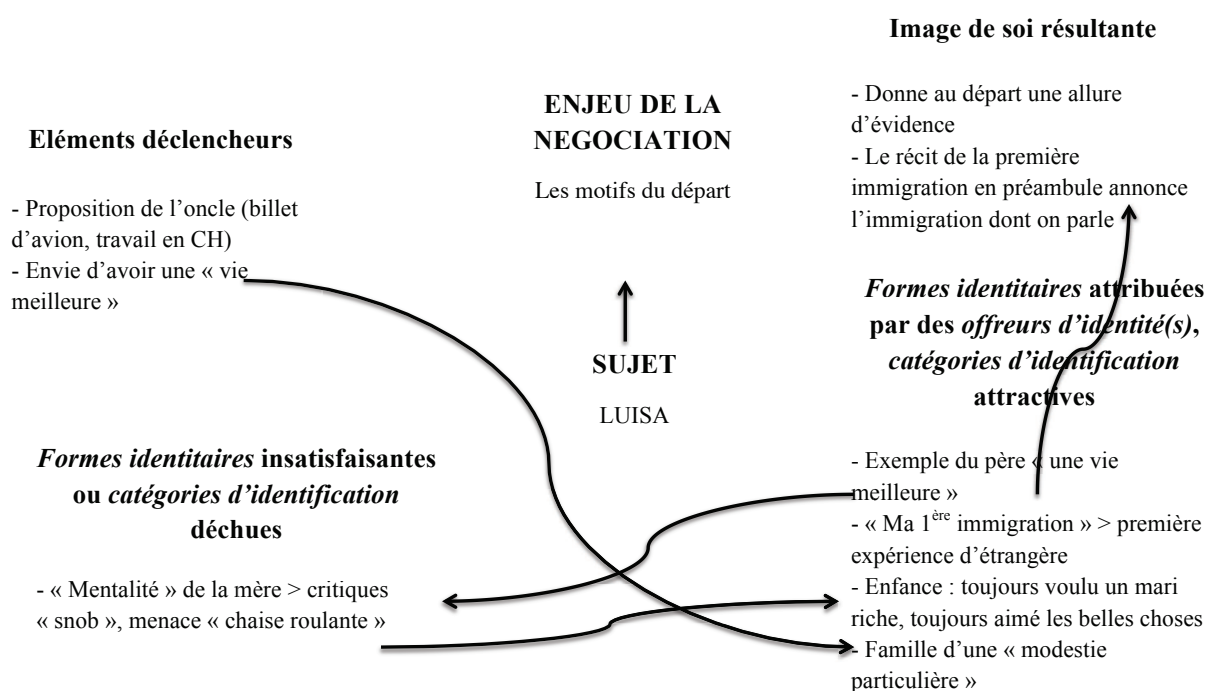 Image de soi résultante
- Donne au départ une allure
d’évidence
- Le récit de la première
immigration en préambule annonce
l’immigration dont on parle
ENJEU DE LA
NEGOCIATION
Les motifs du départ
Eléments déclencheurs
- Proposition de l’oncle (billet
d’avion, travail en CH)
- Envie d’avoir une « vie
meilleure »
Formes identitaires attribuées
par des offreurs d’identité(s),
catégories d’identification
attractives
SUJET
LUISA
Formes identitaires insatisfaisantes
ou catégories d’identification
déchues
- « Mentalité » de la mère > critiques
« snob », menace « chaise roulante »
- Exemple du père « une vie
meilleure »
- « Ma 1ère immigration » > première
expérience d’étrangère
- Enfance : toujours voulu un mari
riche, toujours aimé les belles choses
- Famille d’une « modestie
particulière »